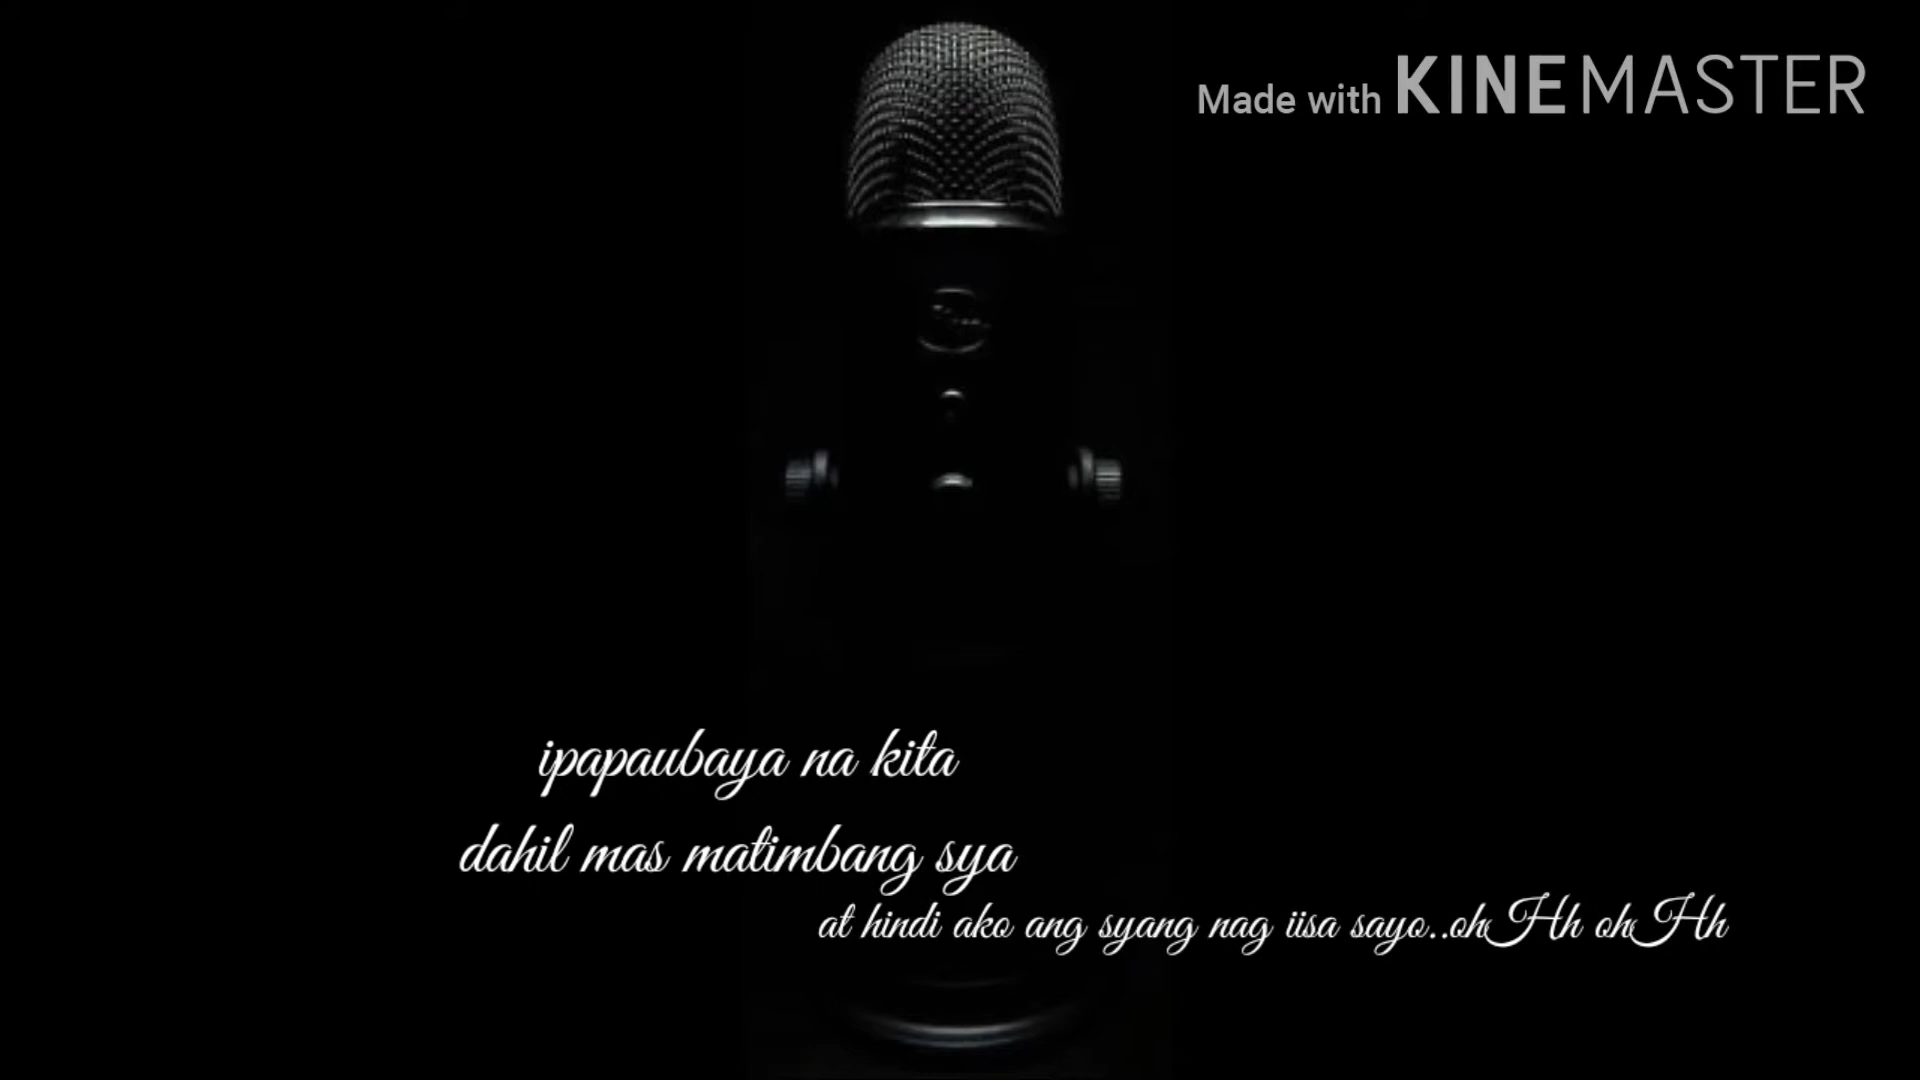 Made with KINEMASTER
ipapaubaya na kita
dahil mas matimbang sya
at hindi ako ang syang nag iisa sayo..ohHh ohHh